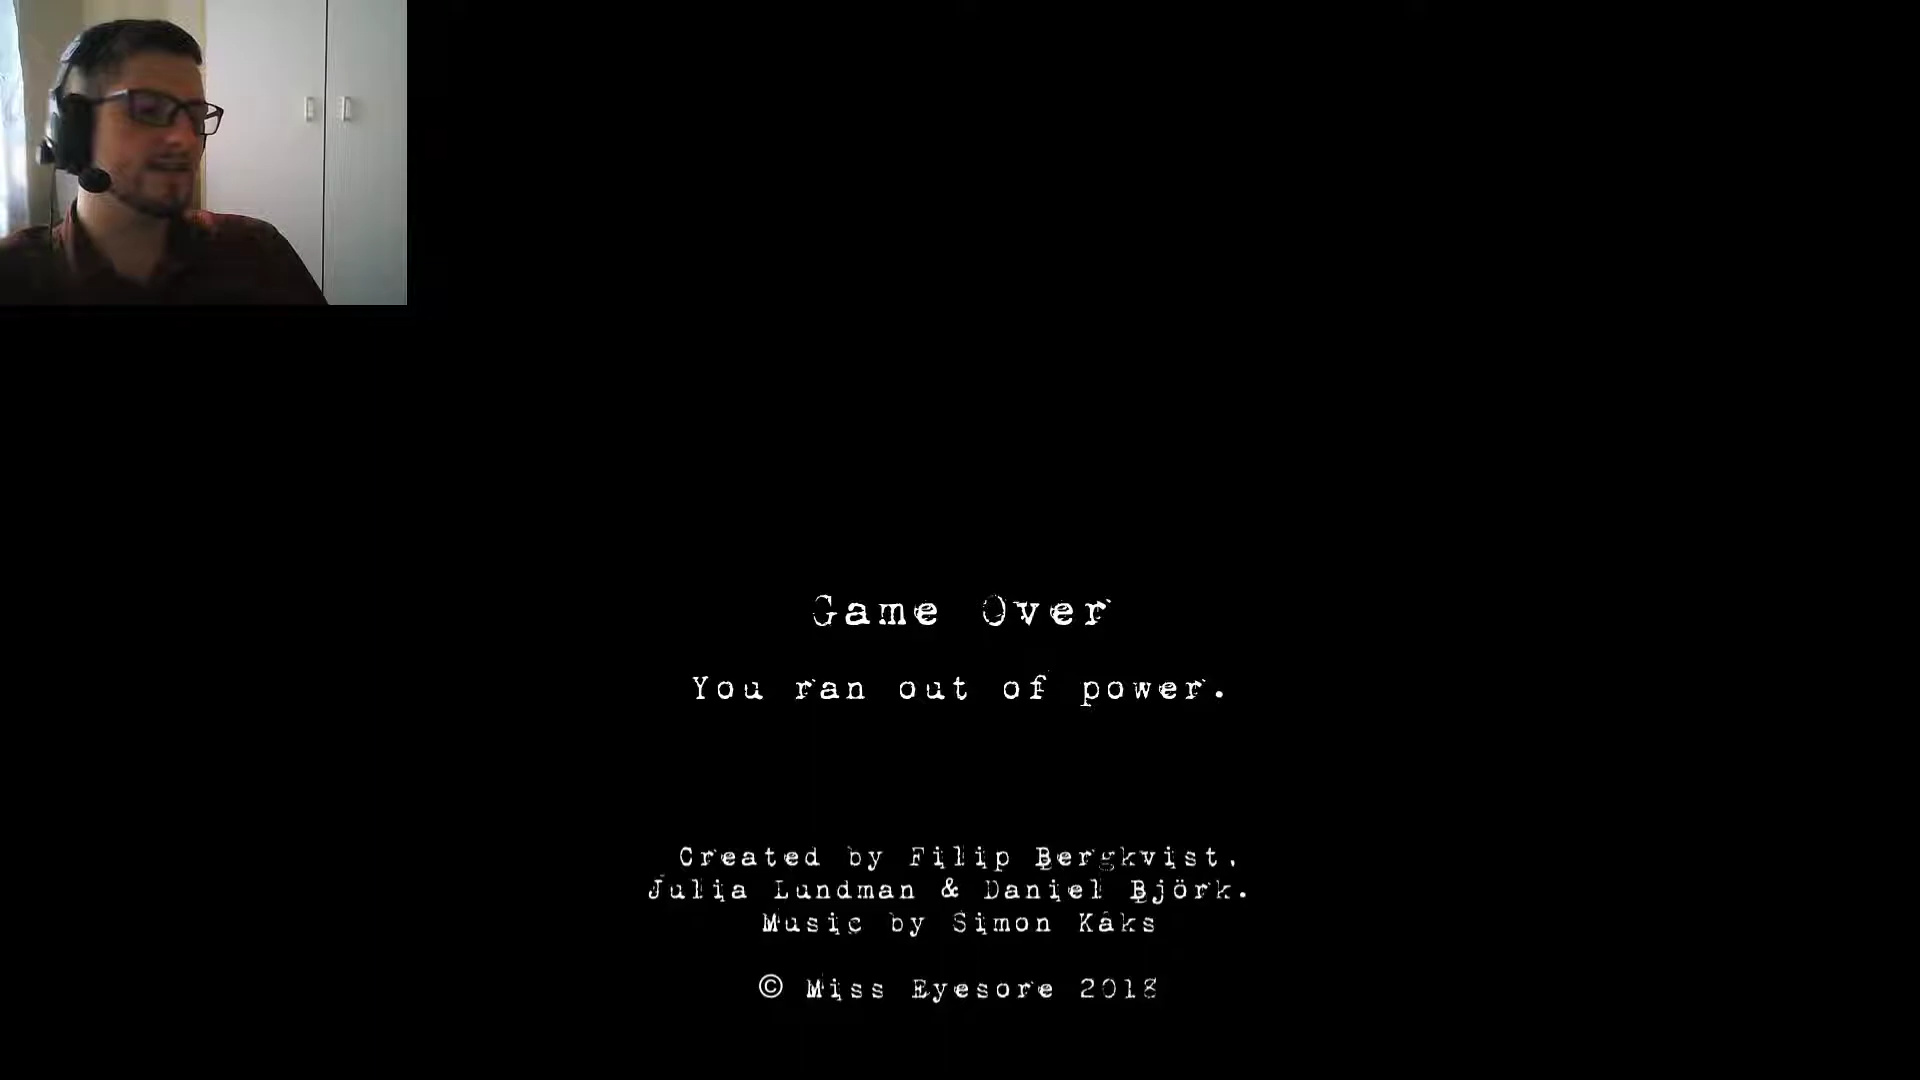 Game Over
You ran out of power.
Created by Filip Bergkvist,
Julia Lundman & Daniel Björk.
Music by Simon Kåks
© Miss Eyesore 2018